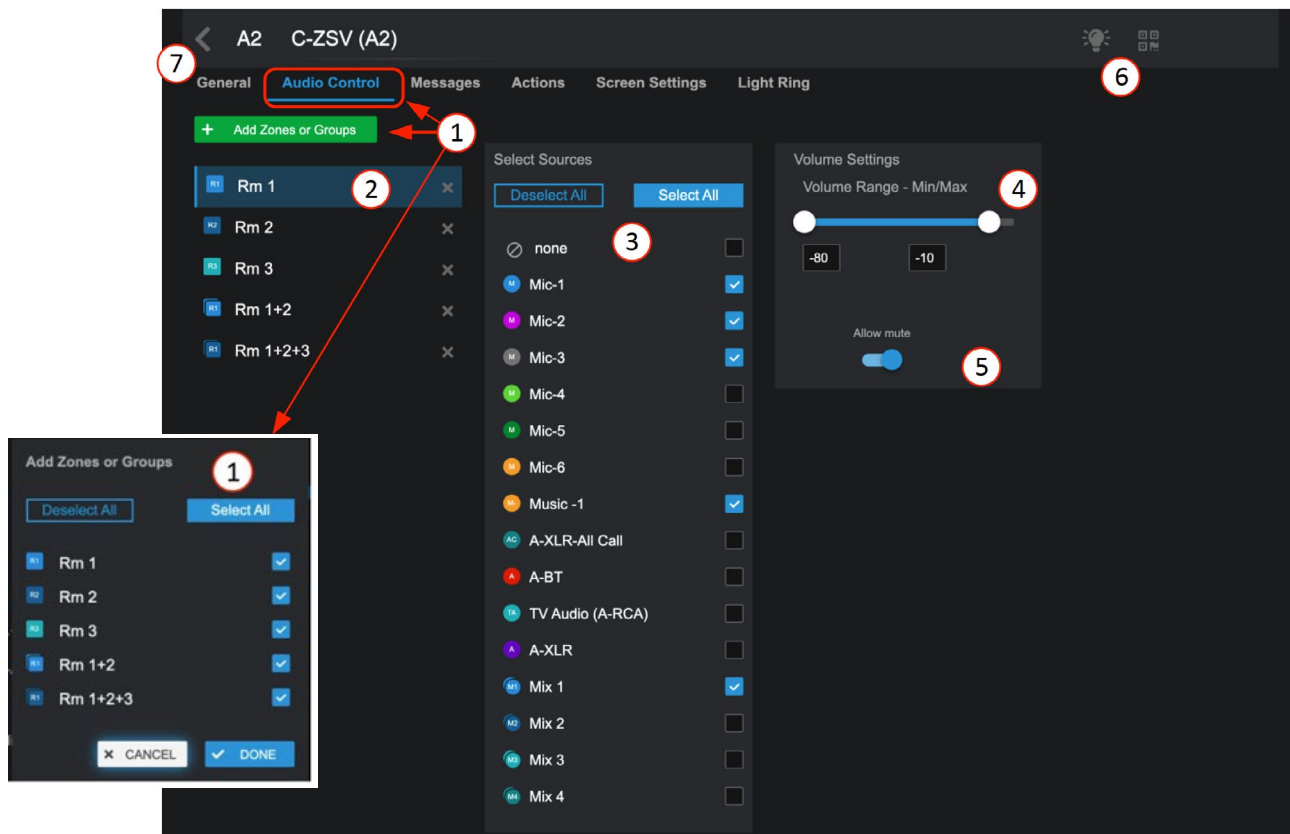 A2 C-ZSV (A2)
7
6
General Audio Control Messages Actions Screen Settings Light Ring
+ Add Zones or Groups
1
R1 Rm 1
2
R2 Rm 2
R3 Rm 3
R1 Rm 1+2
R1 Rm 1+2+3
Select Sources
Deselect All Select All
3
none
M Mic-1
M Mic-2
M Mic-3
M Mic-4
M Mic-5
M Mic-6
M- Music -1
AC A-XLR-All Call
A A-BT
TA TV Audio (A-RCA)
A A-XLR
M1 Mix 1
M2 Mix 2
M3 Mix 3
M4 Mix 4
Volume Settings
Volume Range - Min/Max
4
-80 -10
Allow mute
5
Add Zones or Groups
1
Deselect All Select All
R1 Rm 1
R2 Rm 2
R3 Rm 3
R1 Rm 1+2
R1 Rm 1+2+3
CANCEL DONE